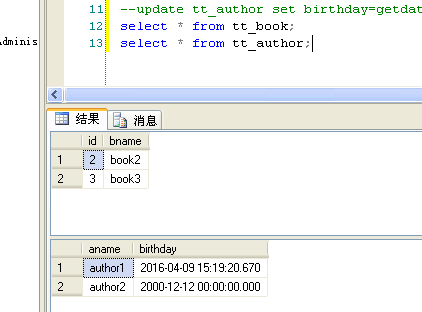 11 --update tt_author set birthday=getdat
12 select * from tt_book;
Adminis
13 select * from tt_author;
结果 消息
id bname
1 2 book2
2 3 book3
aname birthday
1 author1 2016-04-09 15:19:20.670
2 author2 2000-12-12 00:00:00.000